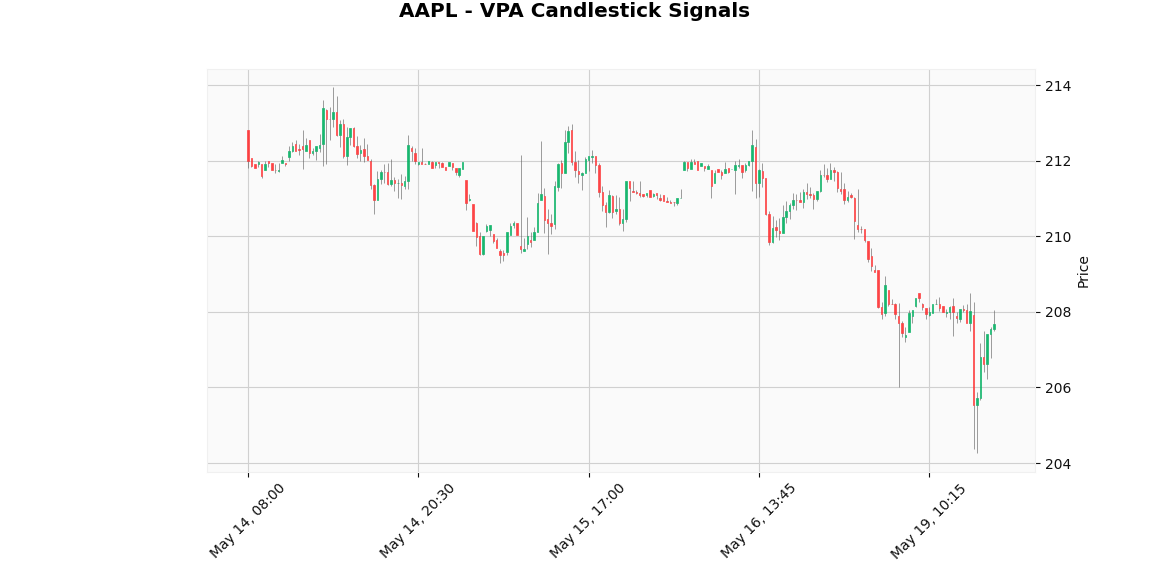 AAPL - VPA Candlestick Signals
214
212
210
208
206
204
Price
May 14, 08:00
May 14, 20:30
May 15, 17:00
May 16, 13:45
May 19, 10:15